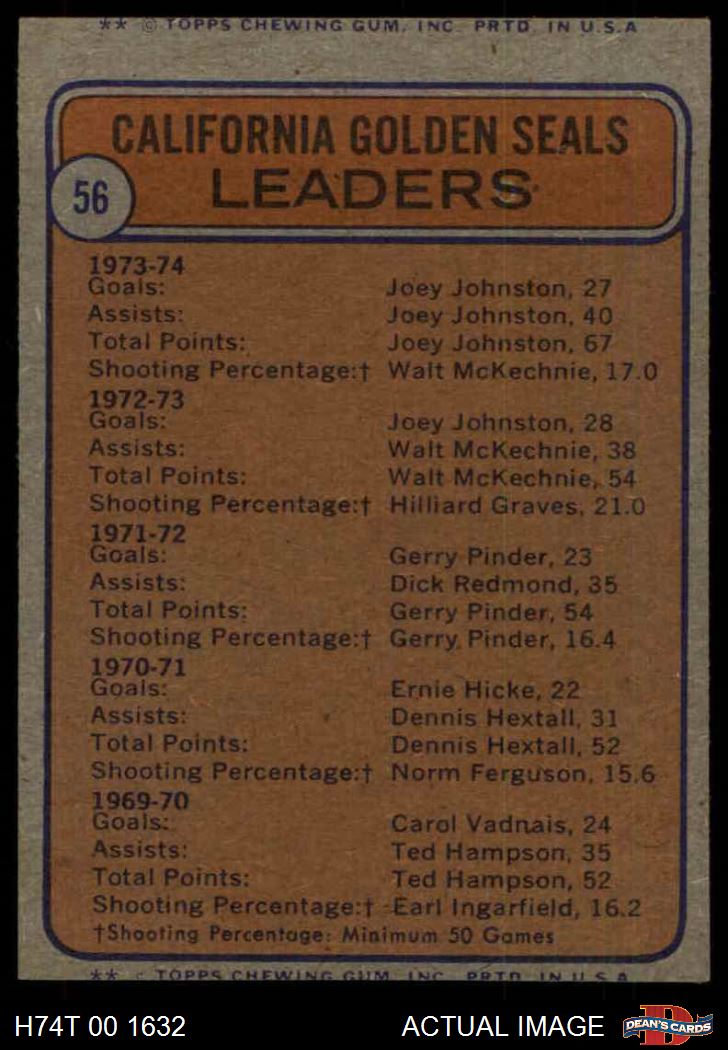 ** © TOPPS CHEWING GUM, INC. PRTD. IN U.S.A
CALIFORNIA GOLDEN SEALS
LEADERS
56
1973-74
Goals: Joey Johnston, 27
Assists: Joey Johnston, 40
Total Points: Joey Johnston, 67
Shooting Percentage:† Walt McKechnie, 17.0
1972-73
Goals: Joey Johnston, 28
Assists: Walt McKechnie, 38
Total Points: Walt McKechnie, 54
Shooting Percentage:† Hilliard Graves, 21.0
1971-72
Goals: Gerry Pinder, 23
Assists: Dick Redmond, 35
Total Points: Gerry Pinder, 54
Shooting Percentage:† Gerry Pinder, 16.4
1970-71
Goals: Ernie Hicke, 22
Assists: Dennis Hextall, 31
Total Points: Dennis Hextall, 52
Shooting Percentage:† Norm Ferguson, 15.6
1969-70
Goals: Carol Vadnais, 24
Assists: Ted Hampson, 35
Total Points: Ted Hampson, 52
Shooting Percentage:† Earl Ingarfield, 16.2
†Shooting Percentage: Minimum 50 Games
** © TOPPS CHEWING GUM, INC. PRTD. IN U.S.A
H74T 00 1632 ACTUAL IMAGE DEAN'S CARDS